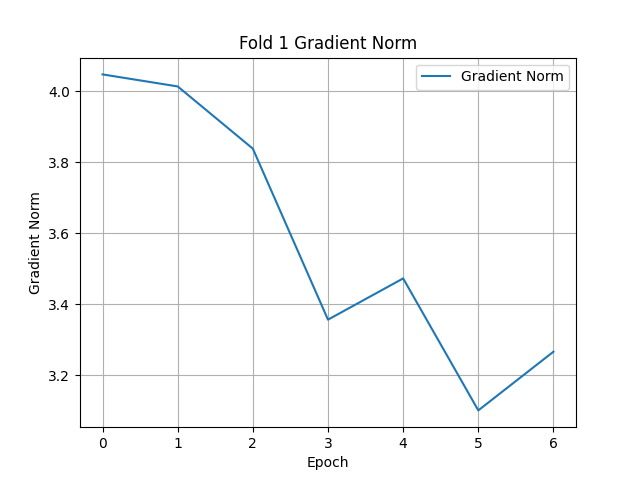 Fold 1 Gradient Norm
Gradient Norm
4.0
3.8
3.6
3.4
3.2
Gradient Norm
0 1 2 3 4 5 6
Epoch